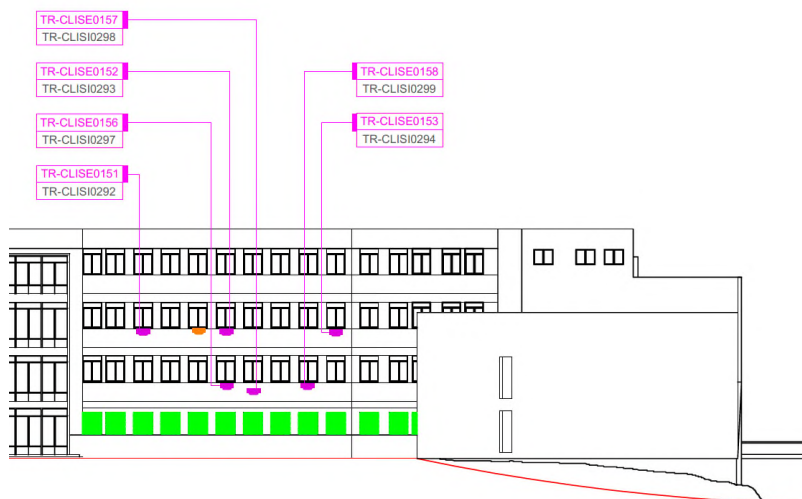 TR-CLISE0157
TR-CLISI0298
TR-CLISE0152
TR-CLISI0293
TR-CLISE0158
TR-CLISI0299
TR-CLISE0156
TR-CLISI0297
TR-CLISE0153
TR-CLISI0294
TR-CLISE0151
TR-CLISI0292